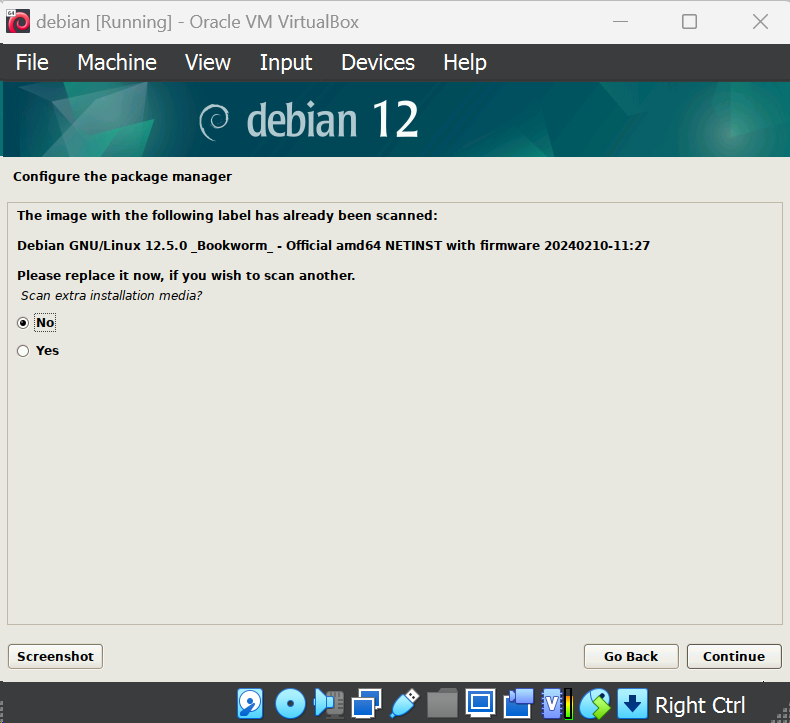 64
debian [Running] - Oracle VM VirtualBox
File Machine View Input Devices Help
debian 12
Configure the package manager
The image with the following label has already been scanned:
Debian GNU/Linux 12.5.0 _Bookworm_ - Official amd64 NETINST with firmware 20240210-11:27
Please replace it now, if you wish to scan another.
Scan extra installation media?
No
Yes
Screenshot Go Back Continue
V Right Ctrl